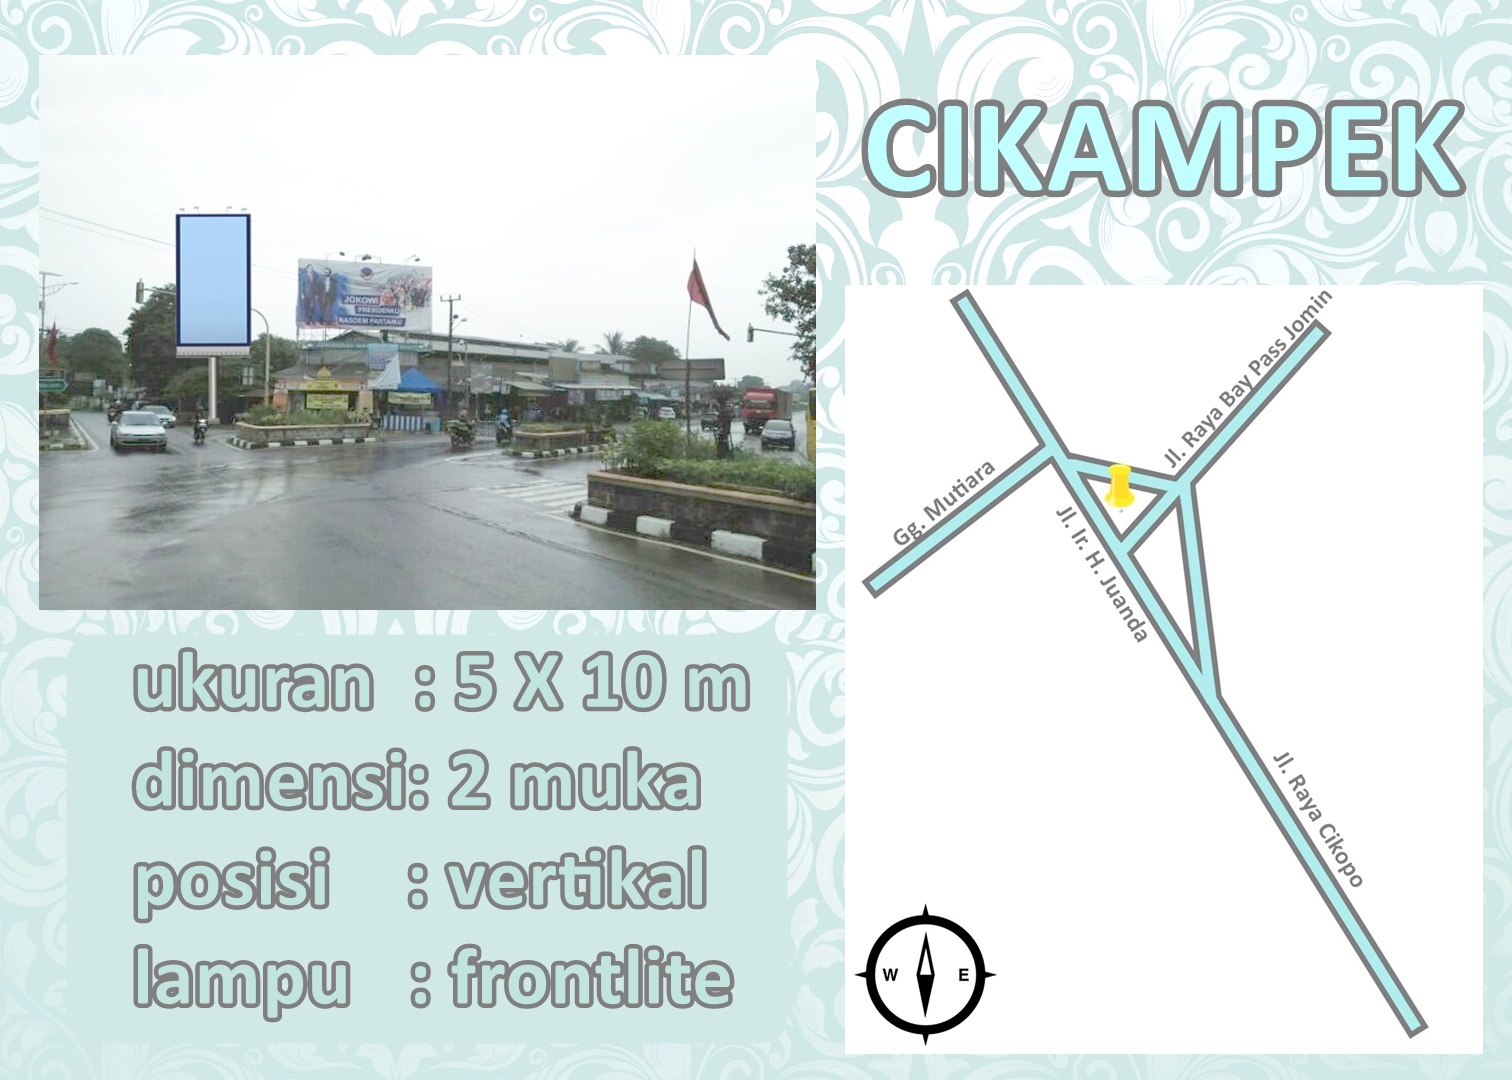 CIKAMPEK
JOKOWI
PRESIDENKU
NASDEM PARTAIKU
ukuran : 5 X 10 m
dimensi: 2 muka
posisi : vertikal
lampu : frontlite
Jl. Raya Bay Pass Jomin
Gg. Mutiara
Jl. Ir. H. Juanda
Jl. Raya Cikopo
W E